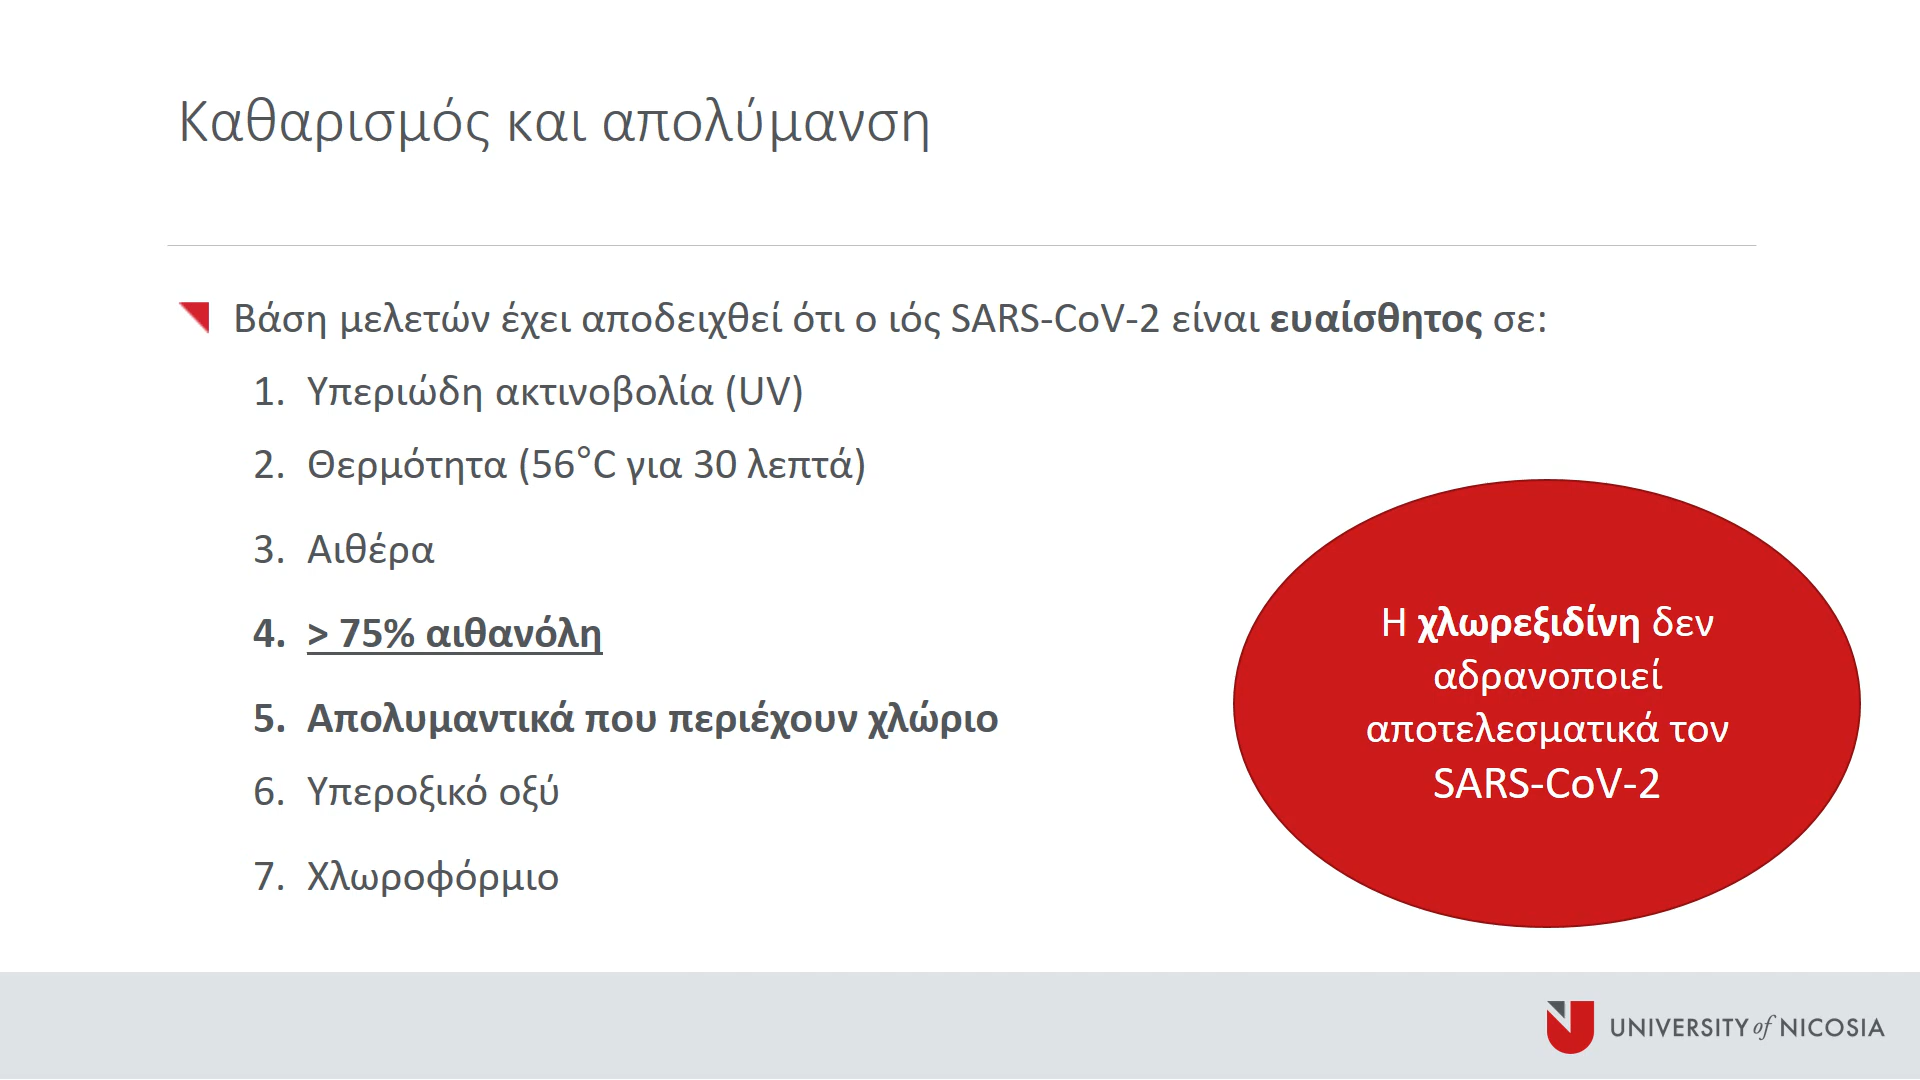 Καθαρισμός και απολύμανση
Βάση μελετών έχει αποδειχθεί ότι ο ιός SARS-CoV-2 είναι ευαίσθητος σε:
1. Υπεριώδη ακτινοβολία (UV)
2. Θερμότητα (56°C για 30 λεπτά)
3. Αιθέρα
4. > 75% αιθανόλη
5. Απολυμαντικά που περιέχουν χλώριο
6. Υπεροξικό οξύ
7. Χλωροφόρμιο
Η χλωρεξιδίνη δεν
αδρανοποιεί
αποτελεσματικά τον
SARS-CoV-2
UNIVERSITY of NICOSIA